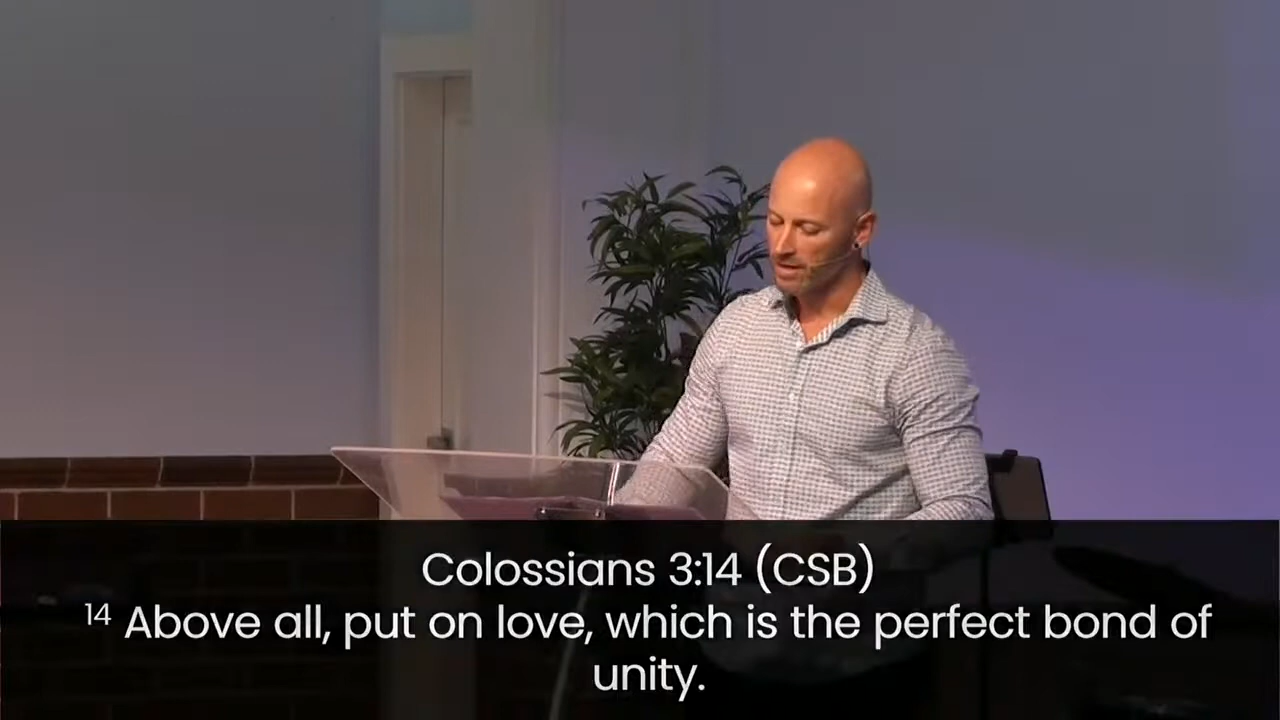 Colossians 3:14 (CSB)
14 Above all, put on love, which is the perfect bond of
unity.